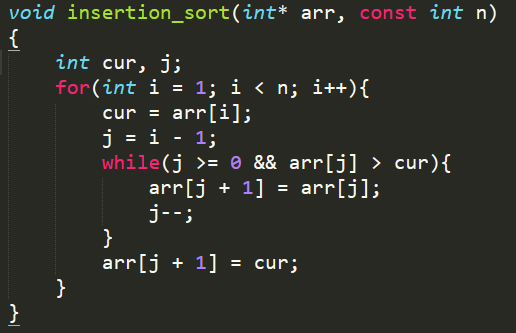 void insertion_sort(int* arr, const int n)
{
    int cur, j;
    for(int i = 1; i < n; i++){
        cur = arr[i];
        j = i - 1;
        while(j >= 0 && arr[j] > cur){
            arr[j + 1] = arr[j];
            j--;
        }
        arr[j + 1] = cur;
    }
}